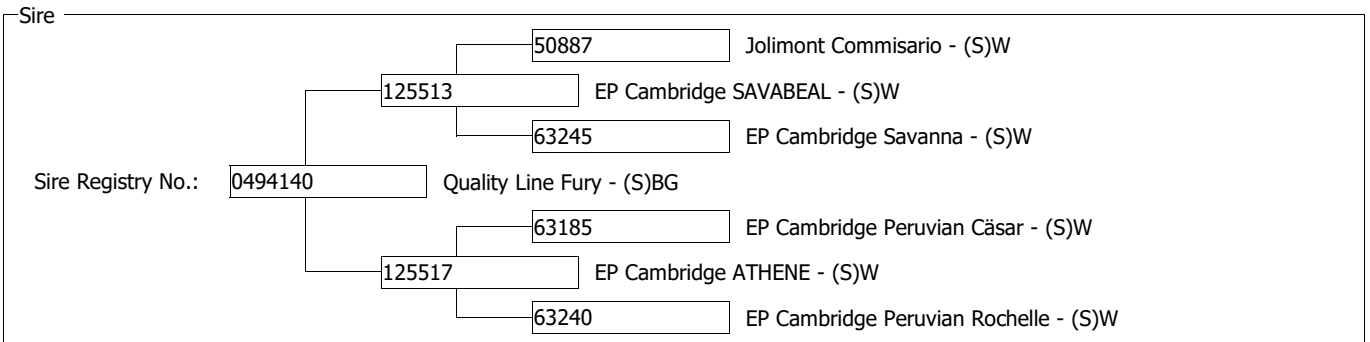 Sire
50887 Jolimont Commisario - (S)W
125513 EP Cambridge SAVABEAL - (S)W
63245 EP Cambridge Savanna - (S)W
Sire Registry No.: 0494140 Quality Line Fury - (S)BG
63185 EP Cambridge Peruvian Cäsar - (S)W
125517 EP Cambridge ATHENE - (S)W
63240 EP Cambridge Peruvian Rochelle - (S)W